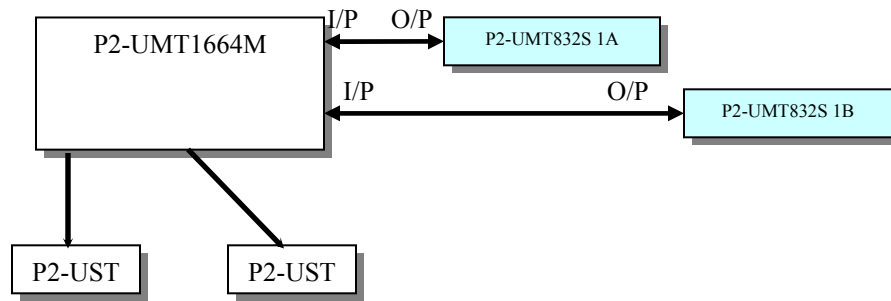 I/P O/P
P2-UMT1664M
P2-UMT832S 1A
I/P O/P
P2-UMT832S 1B
P2-UST P2-UST